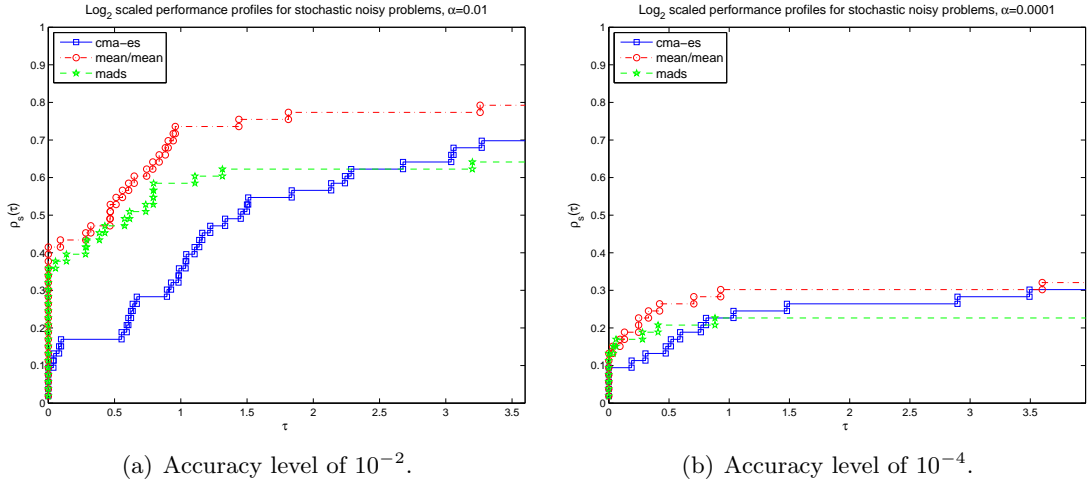 Log₂ scaled performance profiles for stochastic noisy problems, α=0.01
1
0.9
0.8
0.7
0.6
0.5
0.4
0.3
0.2
0.1
0
ρₛ(τ)
cma−es
mean/mean
mads
0 0.5 1 1.5 2 2.5 3 3.5
τ
(a) Accuracy level of 10⁻².
Log₂ scaled performance profiles for stochastic noisy problems, α=0.0001
1
0.9
0.8
0.7
0.6
0.5
0.4
0.3
0.2
0.1
0
ρₛ(τ)
cma−es
mean/mean
mads
0 0.5 1 1.5 2 2.5 3 3.5
τ
(b) Accuracy level of 10⁻⁴.